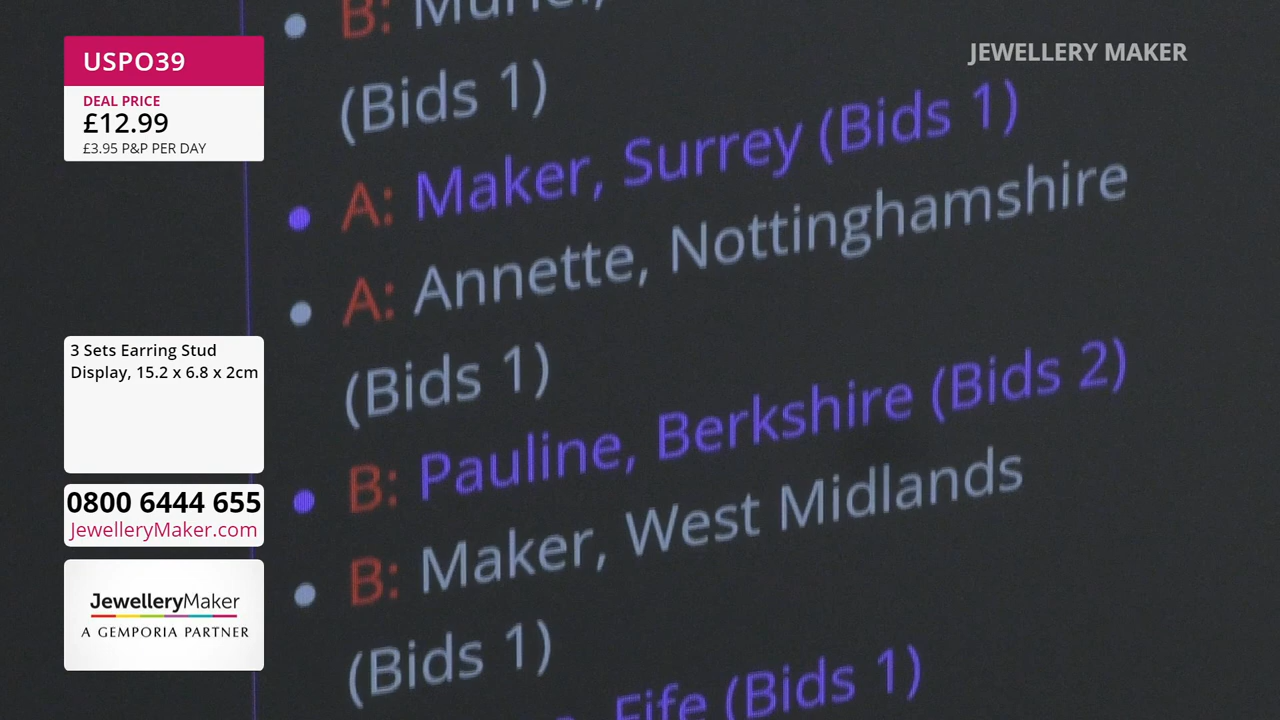 USPO39
DEAL PRICE
£12.99
£3.95 P&P PER DAY
3 Sets Earring Stud
Display, 15.2 x 6.8 x 2cm
0800 6444 655
JewelleryMaker.com
JewelleryMaker
A GEMPORIA PARTNER
JEWELLERY MAKER
B:
(Bids 1)
A: Maker, Surrey (Bids 1)
A: Annette, Nottinghamshire
(Bids 1)
B: Pauline, Berkshire (Bids 2)
B: Maker, West Midlands
(Bids 1)
Fife (Bids 1)